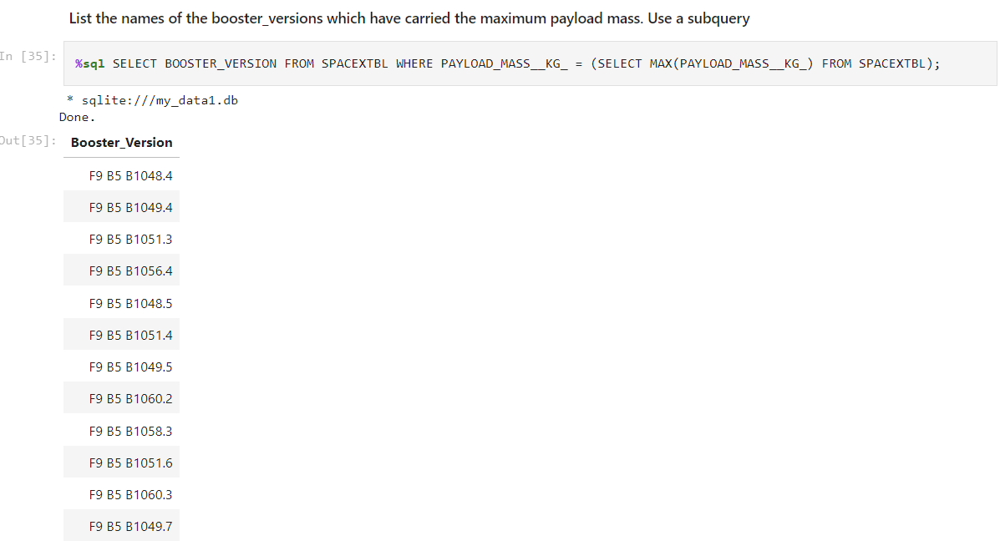 List the names of the booster_versions which have carried the maximum payload mass. Use a subquery
In [35]: %sql SELECT BOOSTER_VERSION FROM SPACEXTBL WHERE PAYLOAD_MASS__KG_ = (SELECT MAX(PAYLOAD_MASS__KG_) FROM SPACEXTBL);
* sqlite:///my_data1.db
Done.
Out[35]: Booster_Version
F9 B5 B1048.4
F9 B5 B1049.4
F9 B5 B1051.3
F9 B5 B1056.4
F9 B5 B1048.5
F9 B5 B1051.4
F9 B5 B1049.5
F9 B5 B1060.2
F9 B5 B1058.3
F9 B5 B1051.6
F9 B5 B1060.3
F9 B5 B1049.7